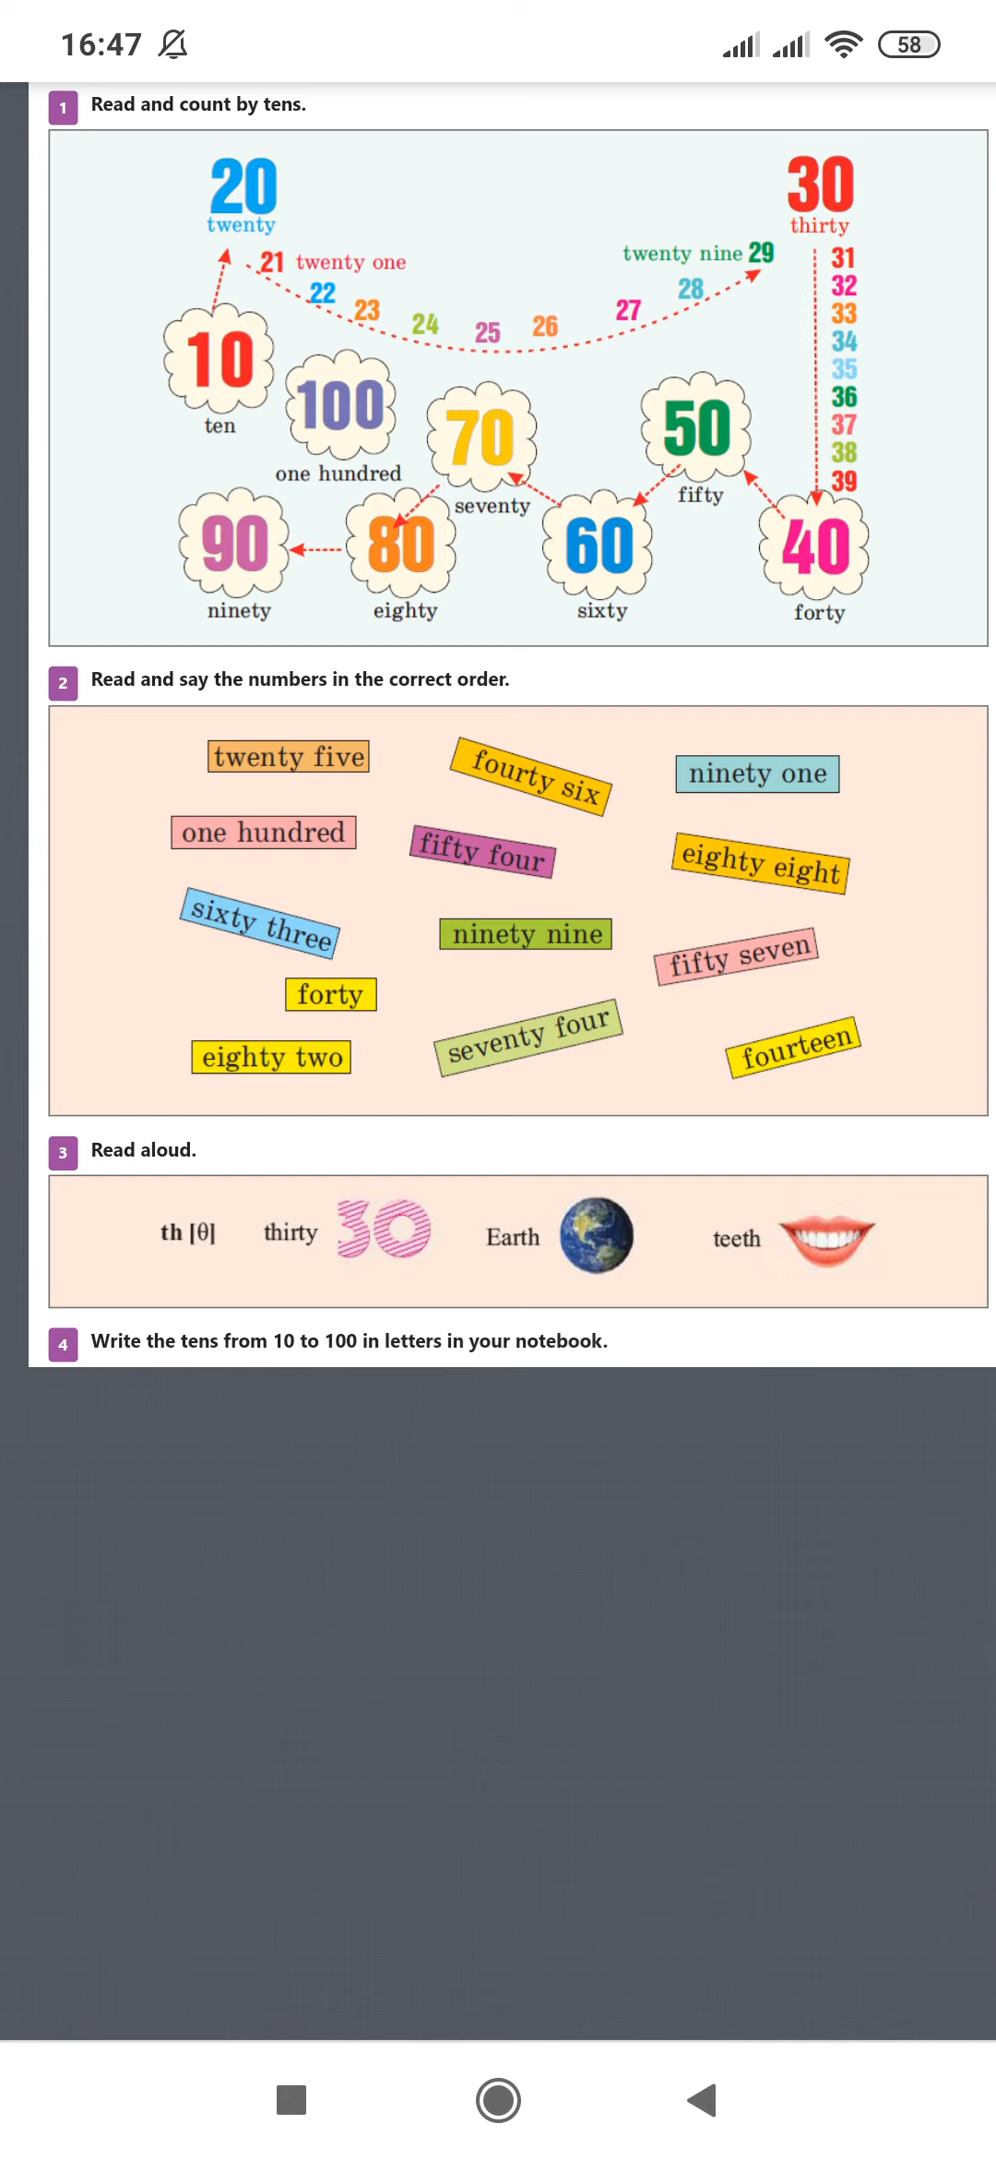 16:47
58
1 Read and count by tens.
20
twenty
30
thirty
21 twenty one
22
23
24
25
26
27
28
twenty nine 29
31
32
33
34
35
36
37
38
39
10
ten
100
one hundred
70
seventy
50
fifty
90
ninety
80
eighty
60
sixty
40
forty
2 Read and say the numbers in the correct order.
twenty five
fourty six
ninety one
one hundred
fifty four
eighty eight
sixty three
ninety nine
fifty seven
forty
seventy four
eighty two
fourteen
3 Read aloud.
th [θ] thirty 30 Earth teeth
4 Write the tens from 10 to 100 in letters in your notebook.